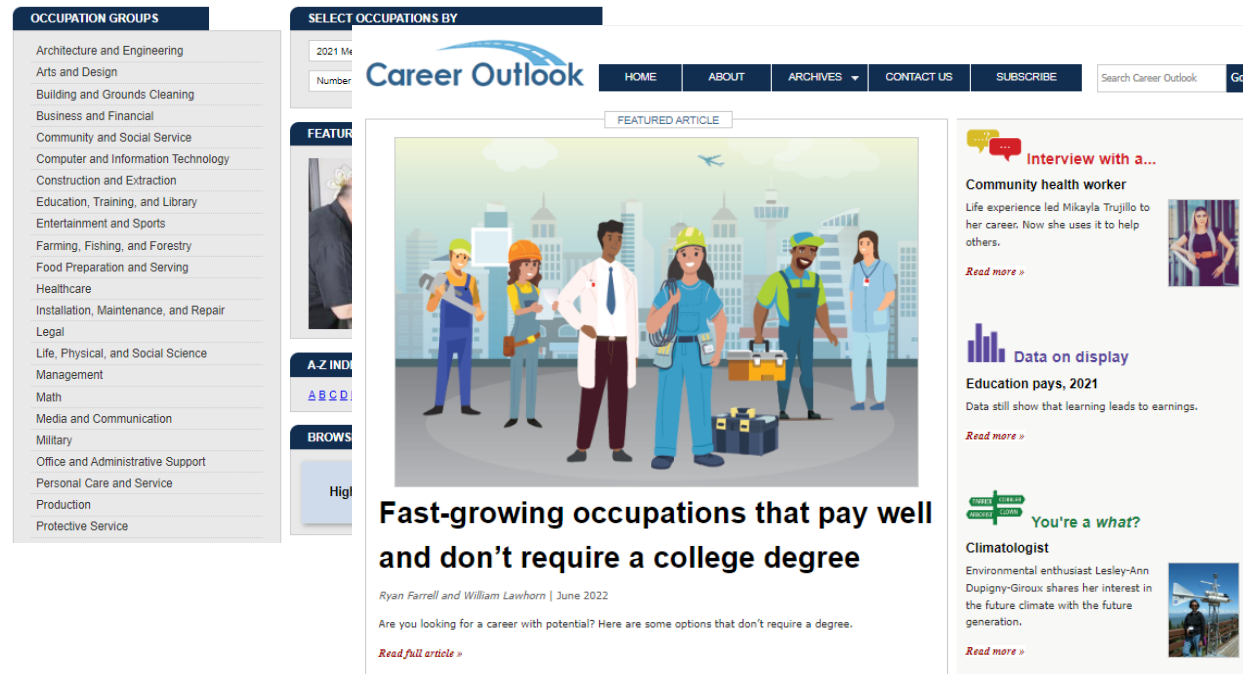 OCCUPATION GROUPS
Architecture and Engineering
Arts and Design
Building and Grounds Cleaning
Business and Financial
Community and Social Service
Computer and Information Technology
Construction and Extraction
Education, Training, and Library
Entertainment and Sports
Farming, Fishing, and Forestry
Food Preparation and Serving
Healthcare
Installation, Maintenance, and Repair
Legal
Life, Physical, and Social Science
Management
Math
Media and Communication
Military
Office and Administrative Support
Personal Care and Service
Production
Protective Service
SELECT OCCUPATIONS BY
2021 Me
Number
FEATUR
A-Z INDE
A B C D
BROWS
High
Career Outlook
HOME
ABOUT
ARCHIVES
CONTACT US
SUBSCRIBE
Search Career Outlook
Go
FEATURED ARTICLE
Fast-growing occupations that pay well
and don’t require a college degree
Ryan Farrell and William Lawhorn | June 2022
Are you looking for a career with potential? Here are some options that don’t require a degree.
Read full article »
Interview with a...
Community health worker
Life experience led Mikayla Trujillo to
her career. Now she uses it to help
others.
Read more »
Data on display
Education pays, 2021
Data still show that learning leads to earnings.
Read more »
FARRIER
COBBLER
ARBORIST
CLOWN
You're a what?
Climatologist
Environmental enthusiast Lesley-Ann
Dupigny-Giroux shares her interest in
the future climate with the future
generation.
Read more »